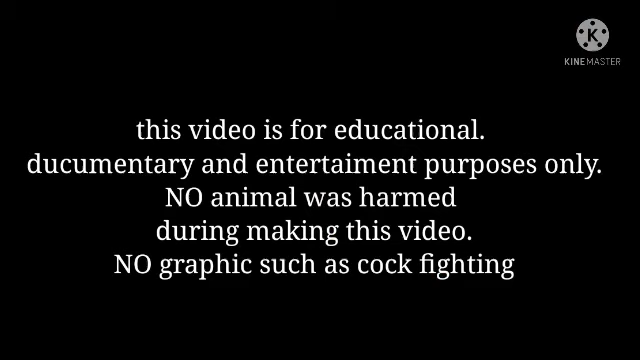 K
KINEMASTER
this video is for educational.
ducumentary and entertaiment purposes only.
NO animal was harmed
during making this video.
NO graphic such as cock fighting